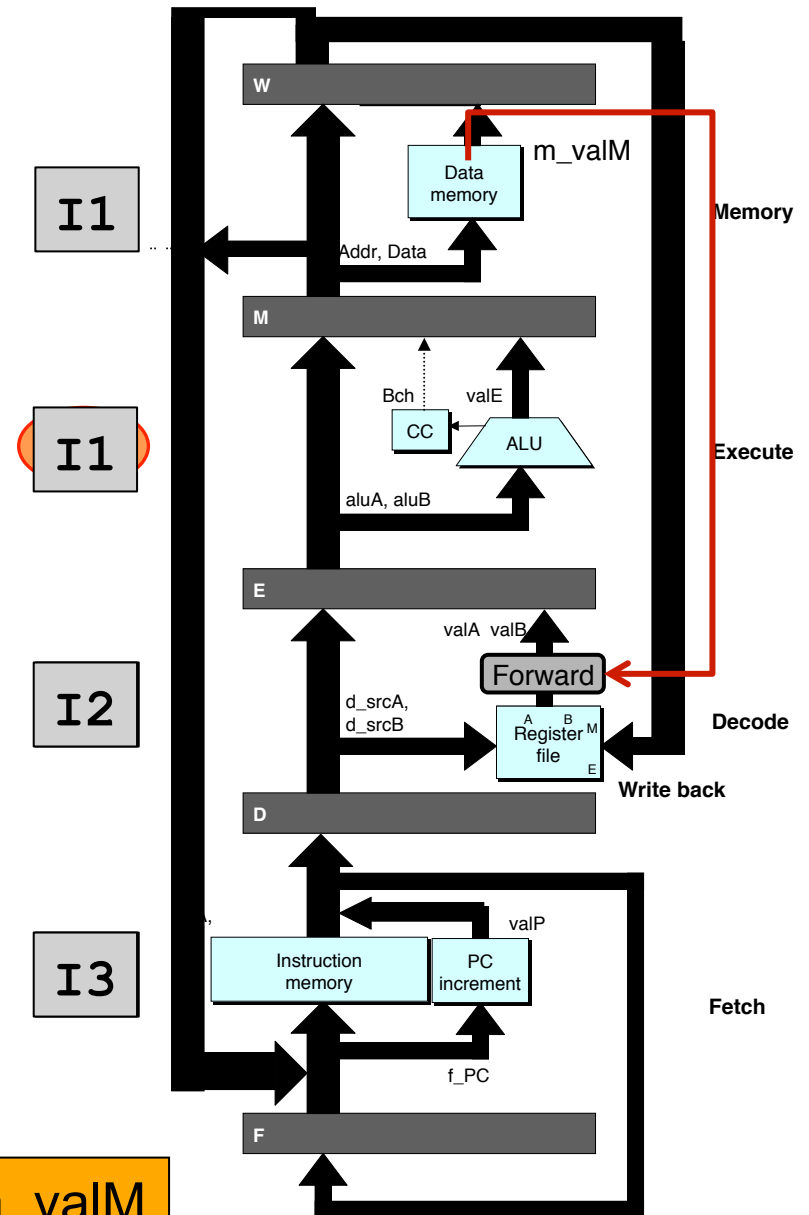 W
m_valM
Data
memory
I1
Memory
Addr, Data
M
Bch
valE
CC
ALU
I1
Execute
aluA, aluB
E
valA valB
Forward
I2
d_srcA,
d_srcB
A B
M
Register
file
E
Decode
Write back
D
valP
I3
Instruction
memory
PC
increment
Fetch
f_PC
F
_valM